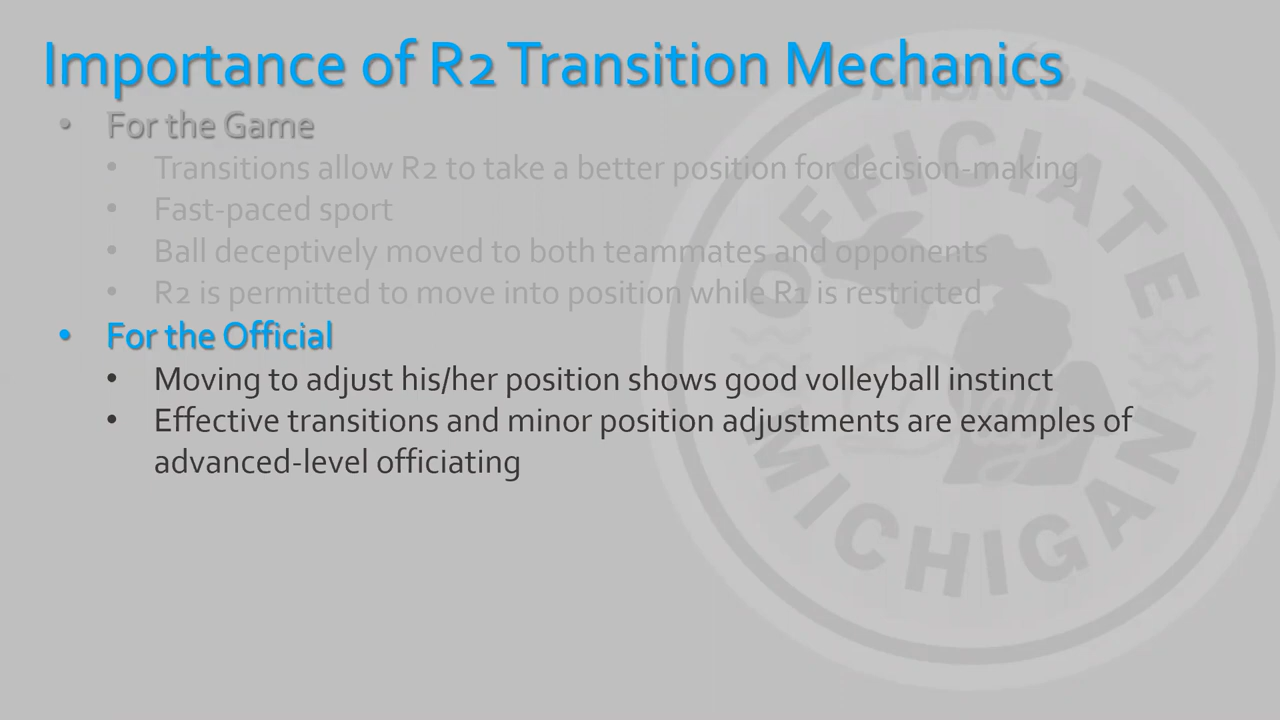 Importance of R2 Transition Mechanics
• For the Game
• Transitions allow R2 to take a better position for decision-making
• Fast-paced sport
• Ball deceptively moved to both teammates and opponents
• R2 is permitted to move into position while R1 is restricted
• For the Official
• Moving to adjust his/her position shows good volleyball instinct
• Effective transitions and minor position adjustments are examples of
advanced-level officiating
OFFICIATE
MICHIGAN